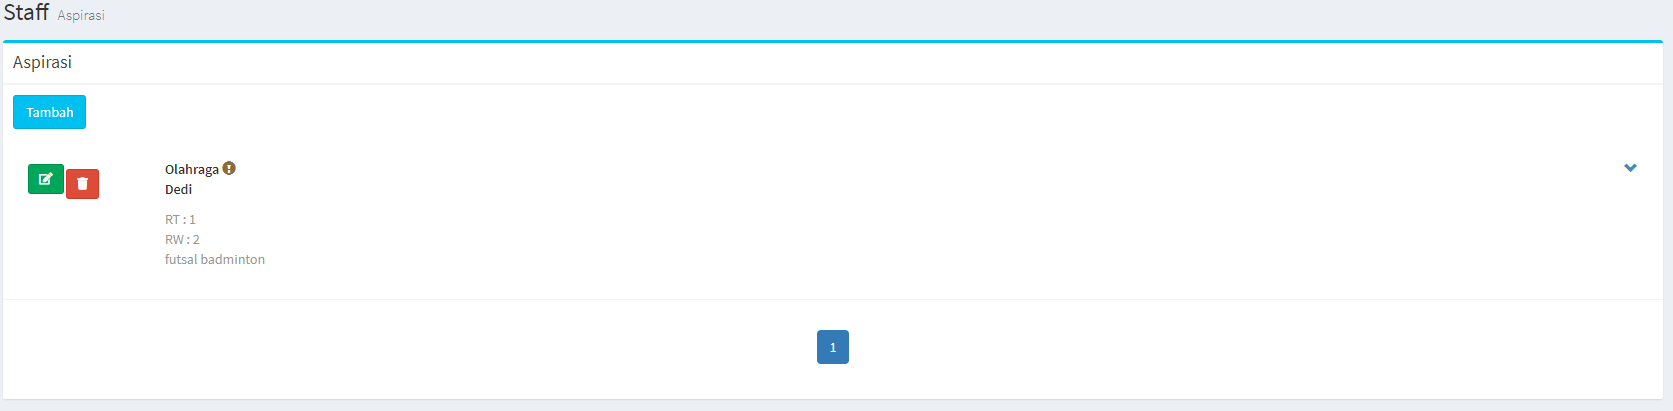 Staff Aspirasi
Aspirasi
Tambah
Olahraga
Dedi
RT : 1
RW : 2
futsal badminton
1